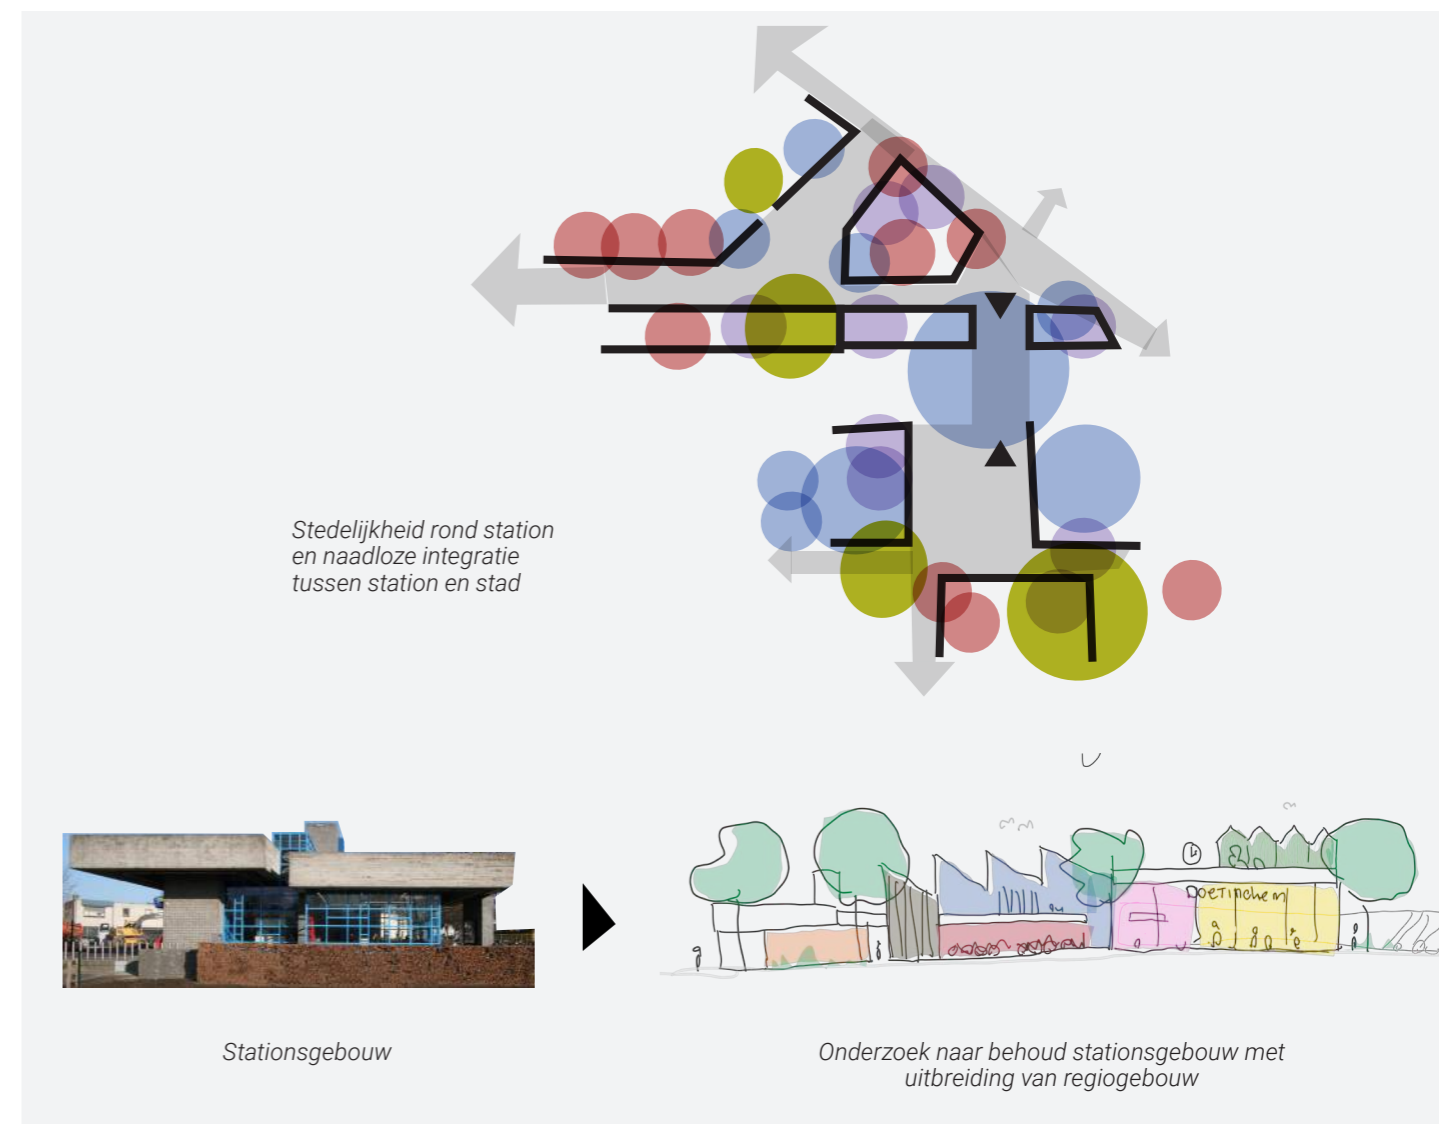 Stedelijkheid rond station
en naadloze integratie
tussen station en stad
DOETINCHEM
Stationsgebouw
Onderzoek naar behoud stationsgebouw met
uitbreiding van regiogebouw